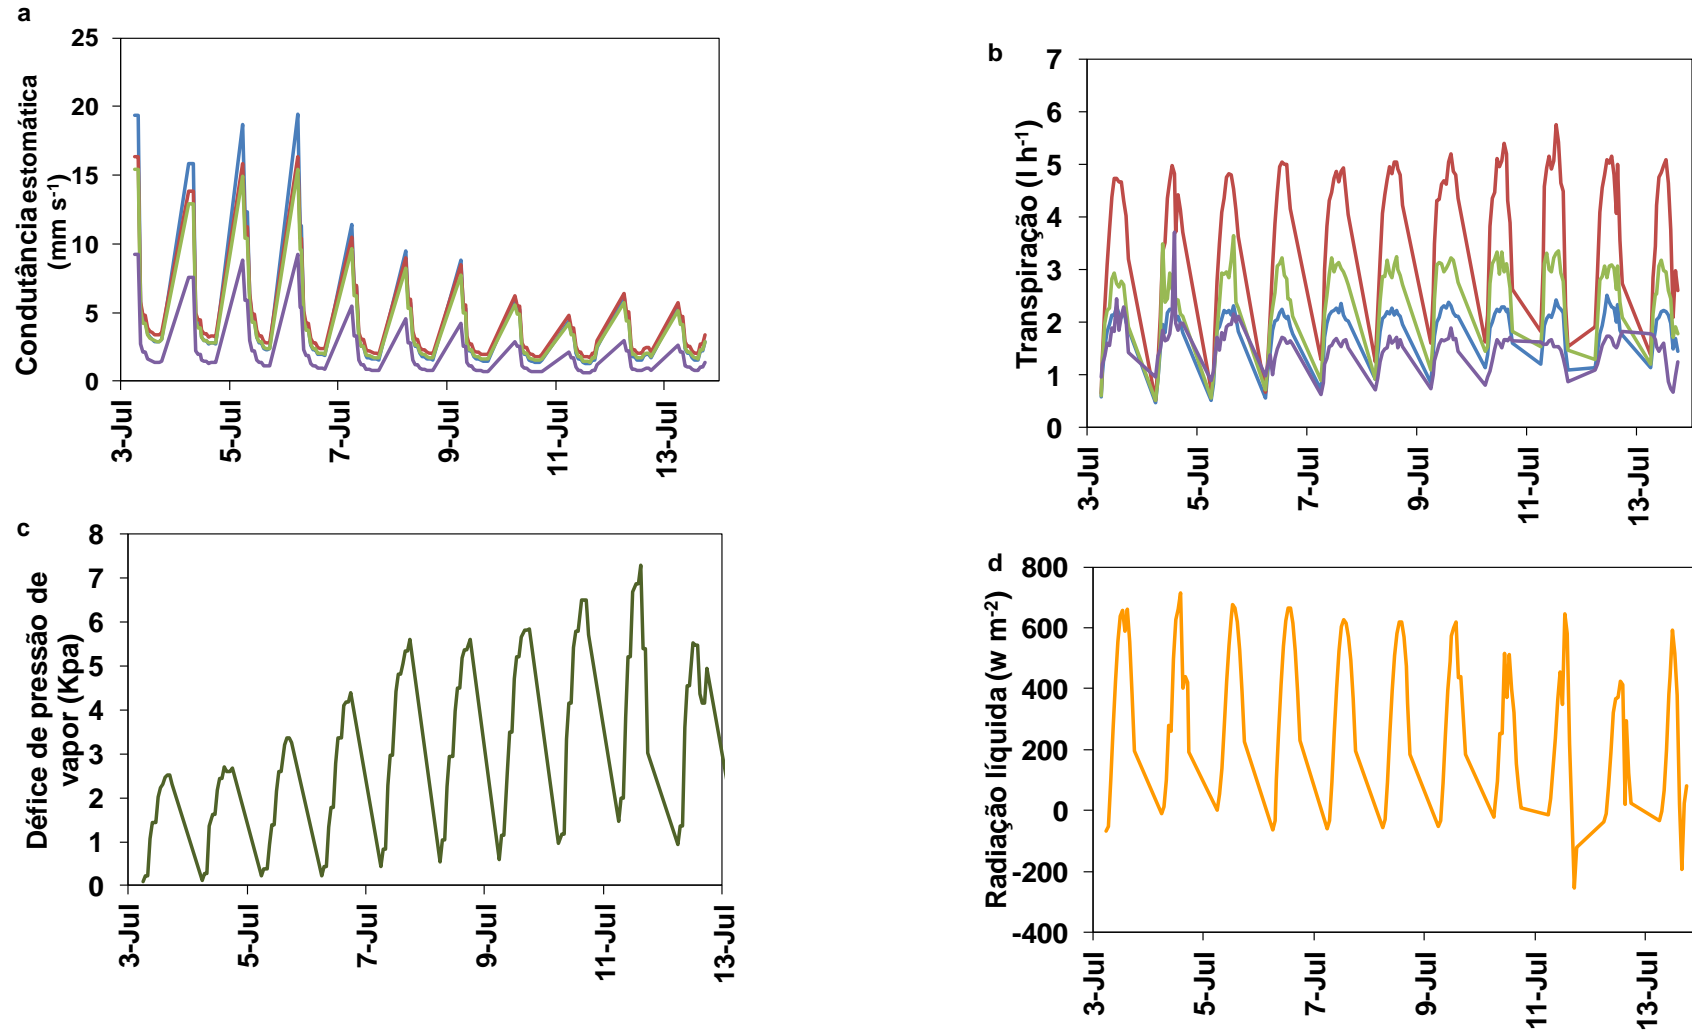 a
Condutância estomática
(mm s-1)
25
20
15
10
5
0
3-Jul
5-Jul
7-Jul
9-Jul
11-Jul
13-Jul
b
Transpiração (l h-1)
7
6
5
4
3
2
1
0
3-Jul
5-Jul
7-Jul
9-Jul
11-Jul
13-Jul
c
Défice de pressão de
vapor (Kpa)
8
7
6
5
4
3
2
1
0
3-Jul
5-Jul
7-Jul
9-Jul
11-Jul
13-Jul
d
Radiação líquida (w m-2)
800
600
400
200
0
-200
-400
3-Jul
5-Jul
7-Jul
9-Jul
11-Jul
13-Jul